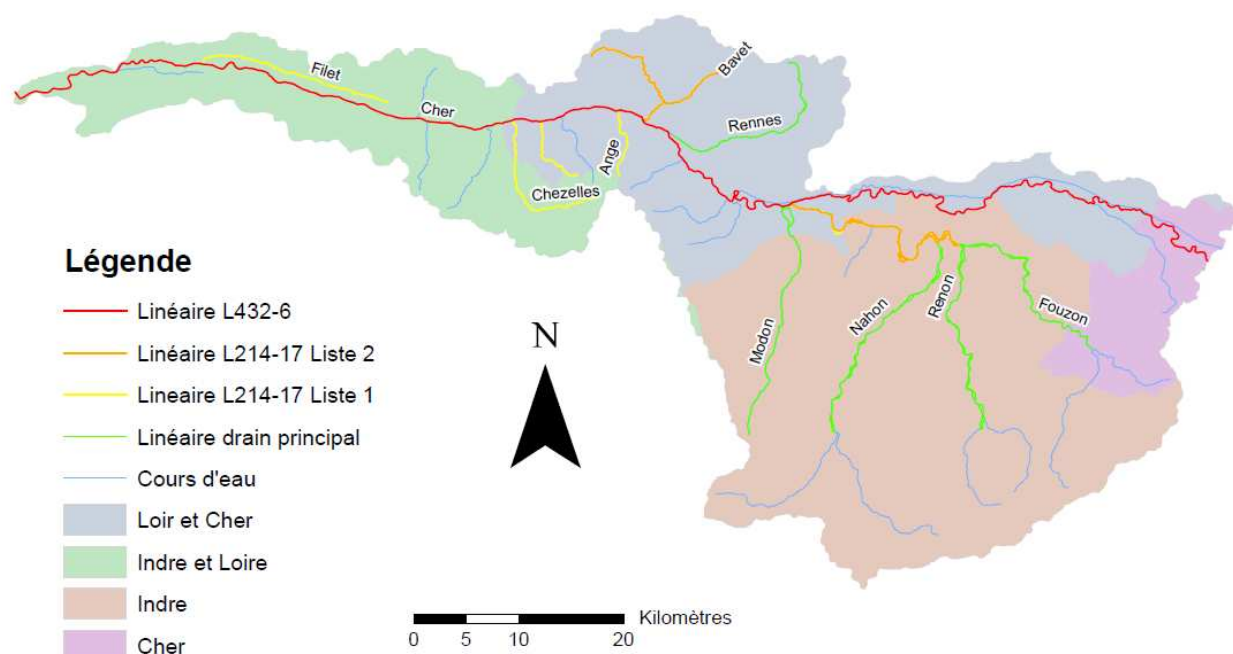 Filet
Cher
Bavet
Rennes
Ange
Chezelles
Modon
Nahon
Renon
Fouzon
Légende
Linéaire L432-6
Linéaire L214-17 Liste 2
Lineaire L214-17 Liste 1
Linéaire drain principal
Cours d'eau
Loir et Cher
Indre et Loire
Indre
Cher
N
Kilomètres
0 5 10 20